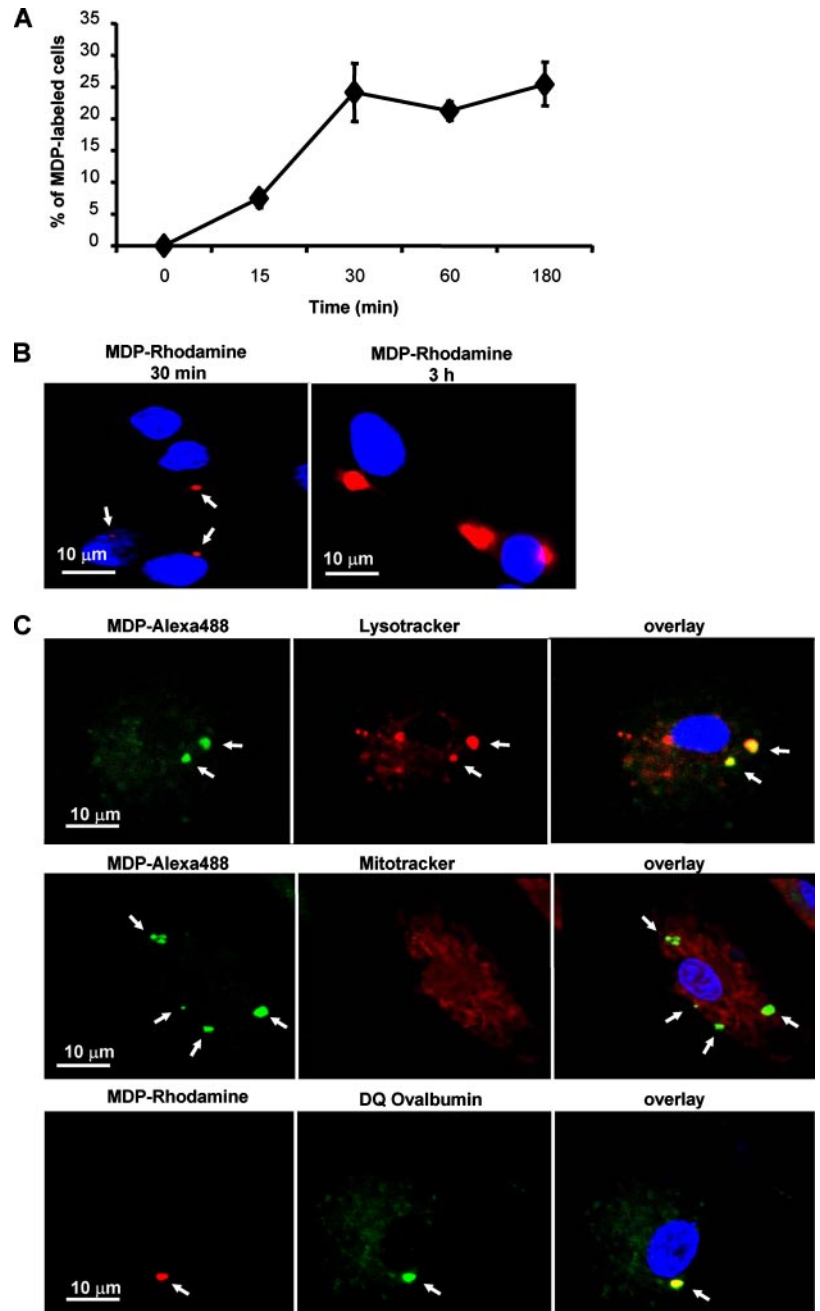 A
% of MDP-labeled cells
35
30
25
20
15
10
5
0
0 15 30 60 180
Time (min)
B
MDP-Rhodamine
30 min
MDP-Rhodamine
3 h
10 μm
10 μm
C
MDP-Alexa488 Lysotracker overlay
10 μm
MDP-Alexa488 Mitotracker overlay
10 μm
MDP-Rhodamine DQ Ovalbumin overlay
10 μm